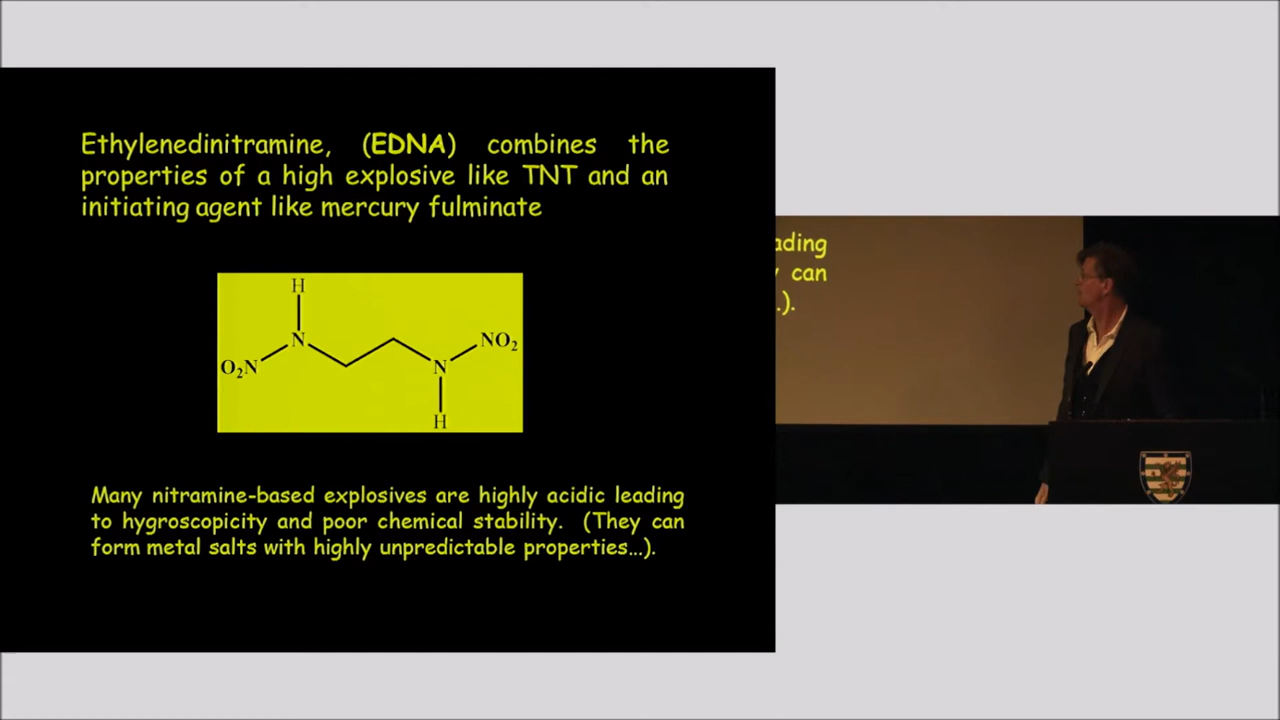 Ethylenedinitramine, (EDNA) combines the
properties of a high explosive like TNT and an
initiating agent like mercury fulminate
H
N
NO₂
O₂N
N
H
Many nitramine-based explosives are highly acidic leading
to hygroscopicity and poor chemical stability. (They can
form metal salts with highly unpredictable properties...).
ading
y can
.).